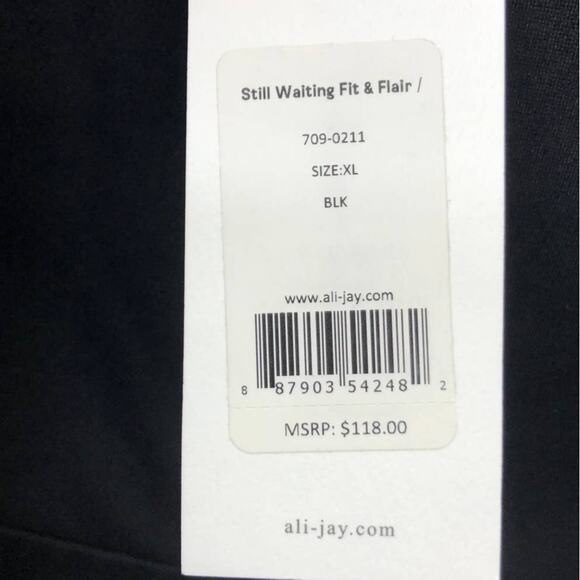 Still Waiting Fit & Flair /
709-0211
SIZE:XL
BLK
www.ali-jay.com
8 87903 54248 2
MSRP: $118.00
ali-jay.com